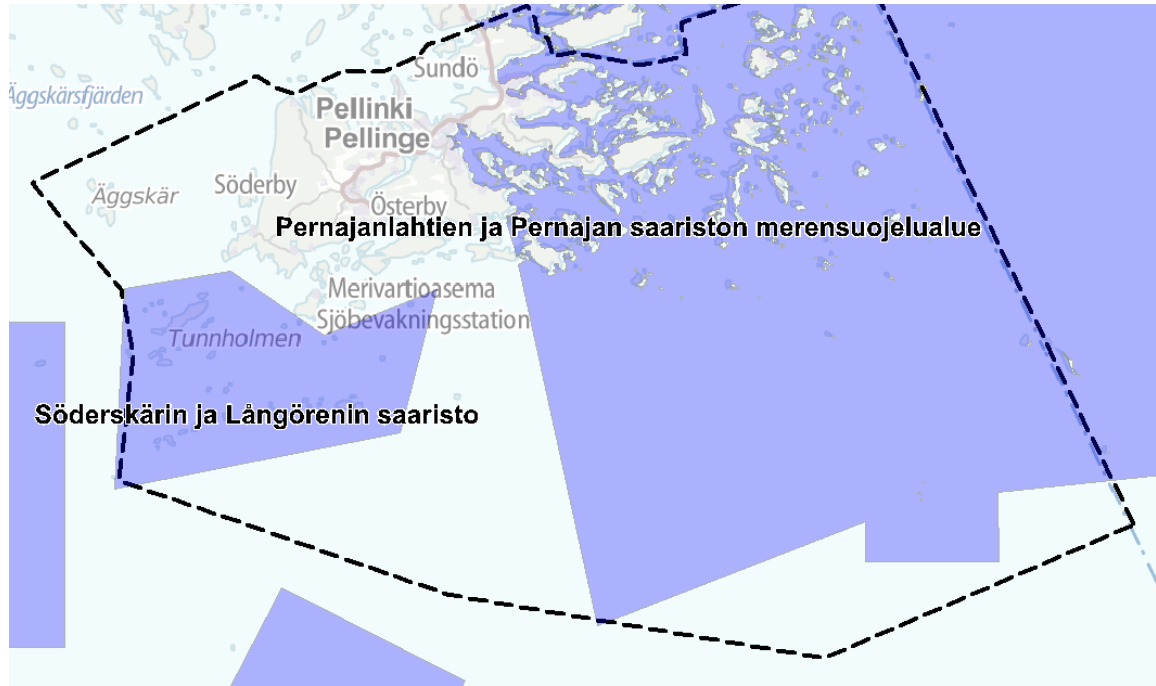 Sundö
Äggskärsfjärden
Pellinki
Pellinge
Äggskär
Söderby
Österby
Pernajanlahtien ja Pernajan saariston merensuojelualue
Merivartioasema
Sjöbevakningsstation
Tunnholmen
Söderskärin ja Långörenin saaristo